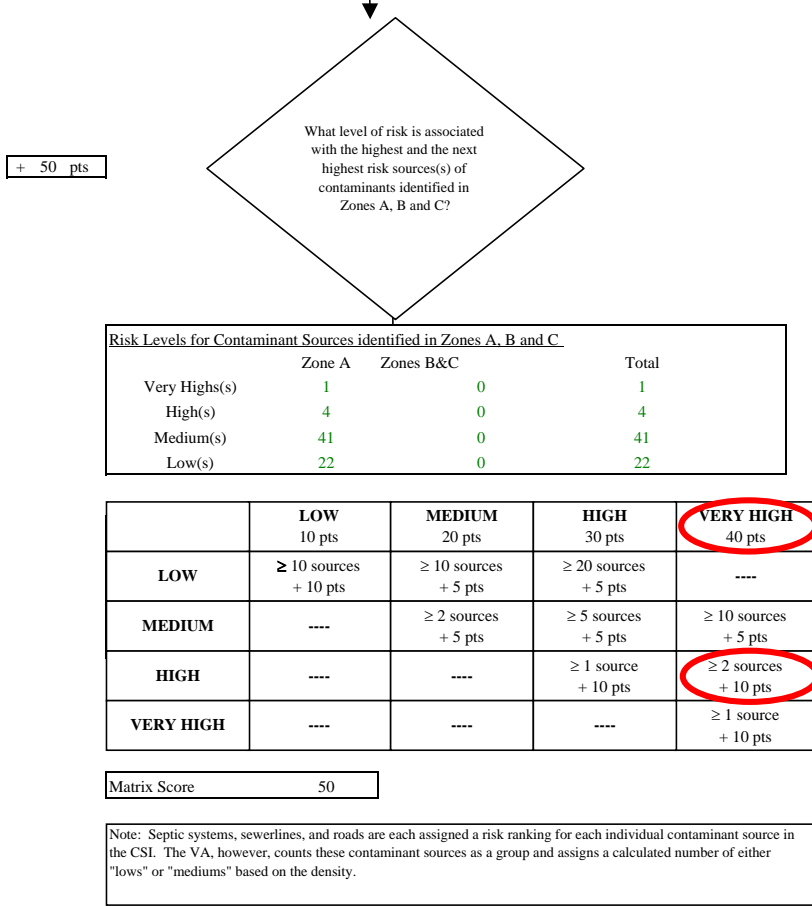 What level of risk is associated
with the highest and the next
highest risk sources(s) of
contaminants identified in
Zones A, B and C?
+ 50 pts
Risk Levels for Contaminant Sources identified in Zones A, B and C
Zone A Zones B&C Total
Very Highs(s) 1 0 1
High(s) 4 0 4
Medium(s) 41 0 41
Low(s) 22 0 22
LOW MEDIUM HIGH VERY HIGH
10 pts 20 pts 30 pts 40 pts
LOW ≥ 10 sources ≥ 10 sources ≥ 20 sources ----
+ 10 pts + 5 pts + 5 pts
MEDIUM ---- ≥ 2 sources ≥ 5 sources ≥ 10 sources
+ 5 pts + 5 pts + 5 pts
HIGH ---- ---- ≥ 1 source ≥ 2 sources
+ 10 pts + 10 pts
VERY HIGH ---- ---- ---- ≥ 1 source
+ 10 pts
Matrix Score 50
Note: Septic systems, sewerlines, and roads are each assigned a risk ranking for each individual contaminant source in
the CSI. The VA, however, counts these contaminant sources as a group and assigns a calculated number of either
"lows" or "mediums" based on the density.